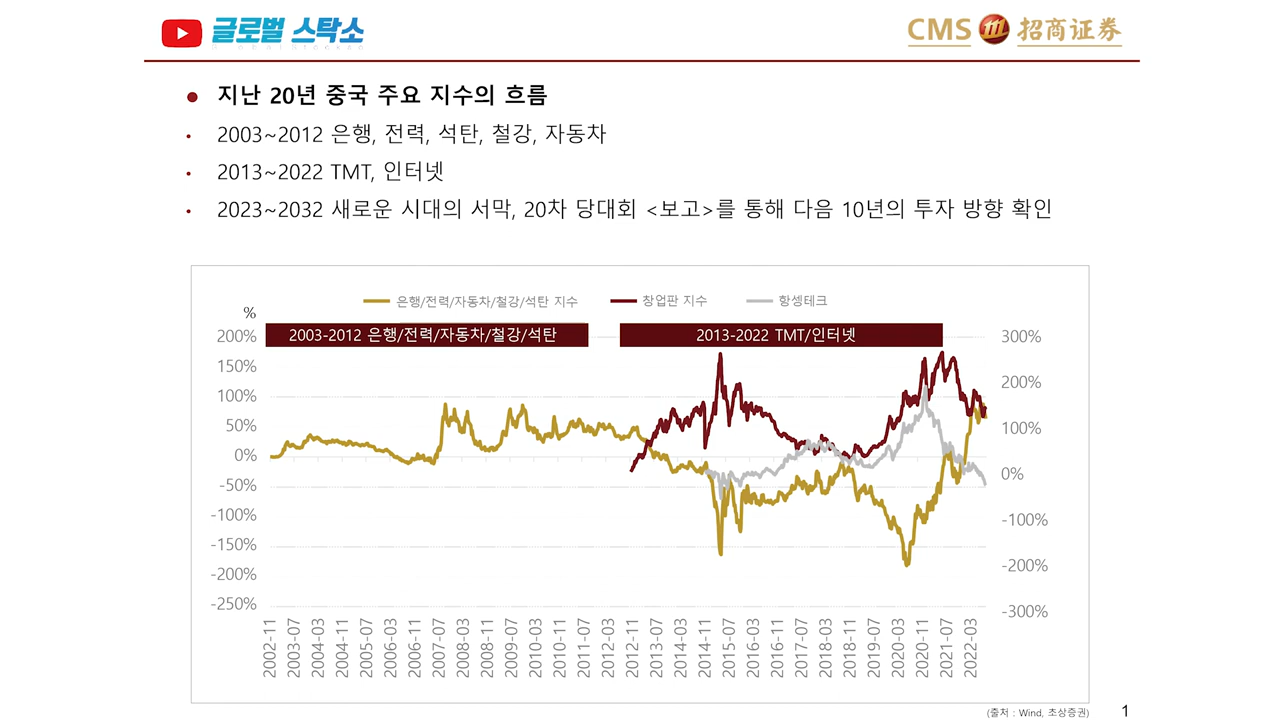 글로벌 스탁소
CMS 招商证券
지난 20년 중국 주요 지수의 흐름
2003~2012 은행, 전력, 석탄, 철강, 자동차
2013~2022 TMT, 인터넷
2023~2032 새로운 시대의 서막, 20차 당대회 <보고>를 통해 다음 10년의 투자 방향 확인
은행/전력/자동차/철강/석탄 지수 창업판 지수 항셍테크
%
2003-2012 은행/전력/자동차/철강/석탄 2013-2022 TMT/인터넷
200% 300%
150%
200%
100%
50% 100%
0%
0%
-50%
-100% -100%
-150%
-200%
-200%
-250% -300%
2002-11 2003-07 2004-03 2004-11 2005-07 2006-03 2006-11 2007-07 2008-03 2008-11 2009-07 2010-03 2010-11 2011-07 2012-03 2012-11 2013-07 2014-03 2014-11 2015-07 2016-03 2016-11 2017-07 2018-03 2018-11 2019-07 2020-03 2020-11 2021-07 2022-03
(출처 : Wind, 초상증권) 1